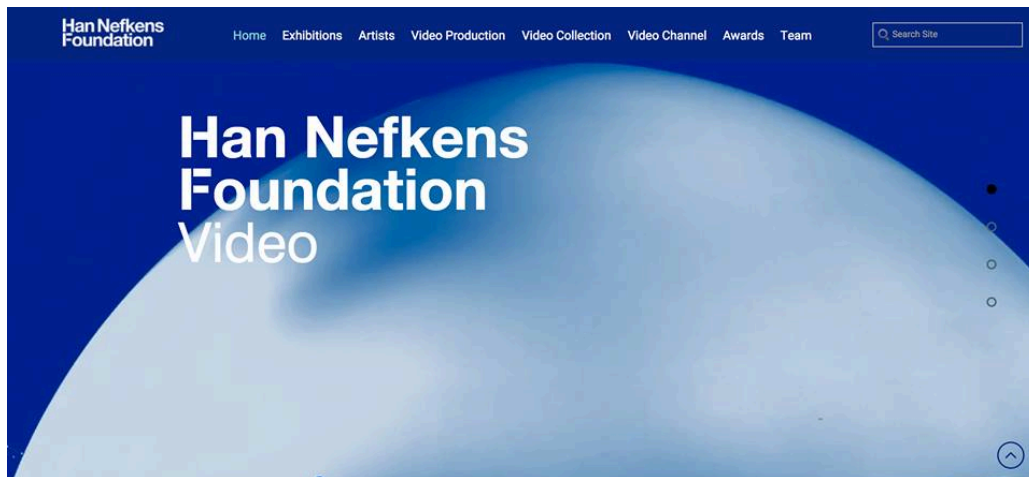 Han Nefkens
Foundation
Home Exhibitions Artists Video Production Video Collection Video Channel Awards Team
Search Site
Han Nefkens
Foundation
Video